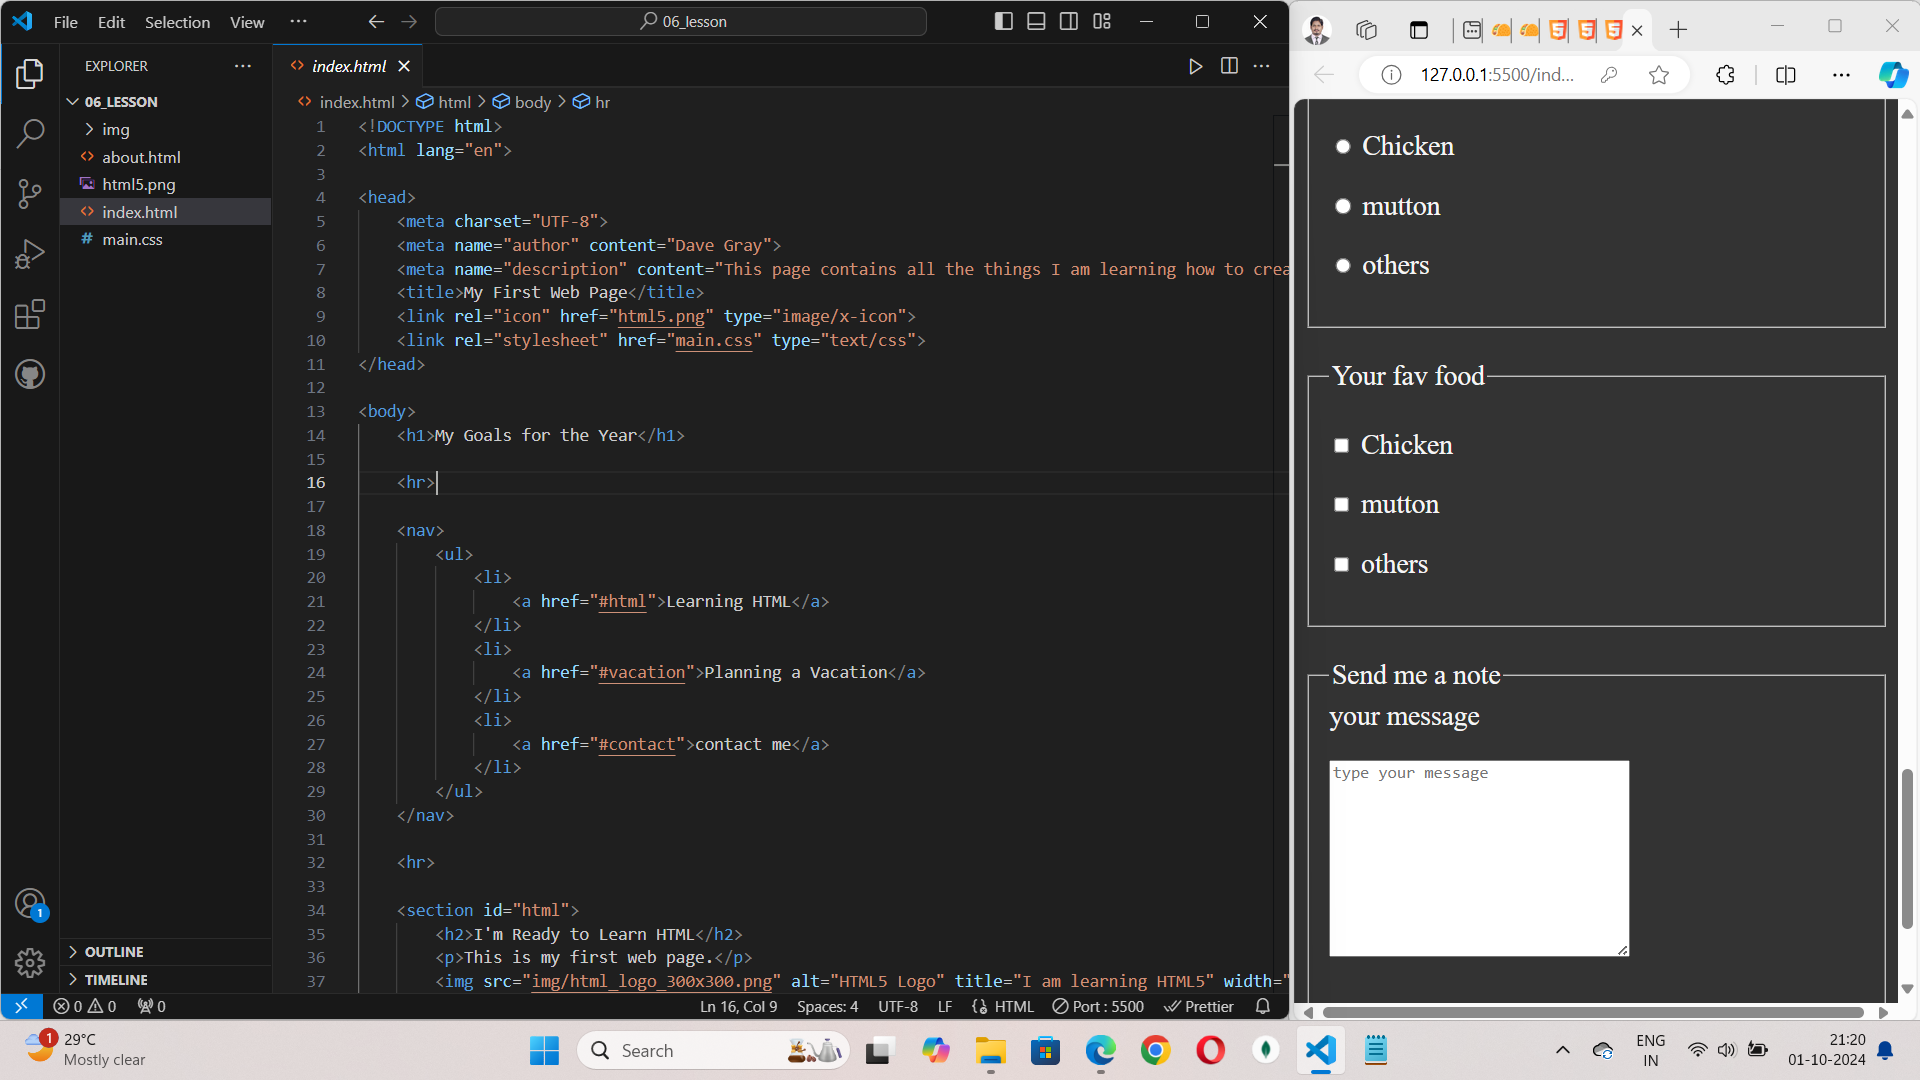 File Edit Selection View ···
06_lesson
EXPLORER
06_LESSON
img
about.html
html5.png
index.html
main.css
OUTLINE
TIMELINE
index.html
index.html > html > body > hr
1 <!DOCTYPE html>
2 <html lang="en">
3
4 <head>
5 <meta charset="UTF-8">
6 <meta name="author" content="Dave Gray">
7 <meta name="description" content="This page contains all the things I am learning how to crea
8 <title>My First Web Page</title>
9 <link rel="icon" href="html5.png" type="image/x-icon">
10 <link rel="stylesheet" href="main.css" type="text/css">
11 </head>
12
13 <body>
14 <h1>My Goals for the Year</h1>
15
16 <hr>
17
18 <nav>
19 <ul>
20 <li>
21 <a href="#html">Learning HTML</a>
22 </li>
23 <li>
24 <a href="#vacation">Planning a Vacation</a>
25 </li>
26 <li>
27 <a href="#contact">contact me</a>
28 </li>
29 </ul>
30 </nav>
31
32 <hr>
33
34 <section id="html">
35 <h2>I'm Ready to Learn HTML</h2>
36 <p>This is my first web page.</p>
37 <img src="img/html_logo_300x300.png" alt="HTML5 Logo" title="I am learning HTML5" width="
1
0 0 0
Ln 16, Col 9 Spaces: 4 UTF-8 LF HTML Port : 5500 Prettier
127.0.0.1:5500/ind...
Chicken
mutton
others
Your fav food
Chicken
mutton
others
Send me a note
your message
type your message
1
29°C
Mostly clear
Search
ENG
IN
21:20
01-10-2024